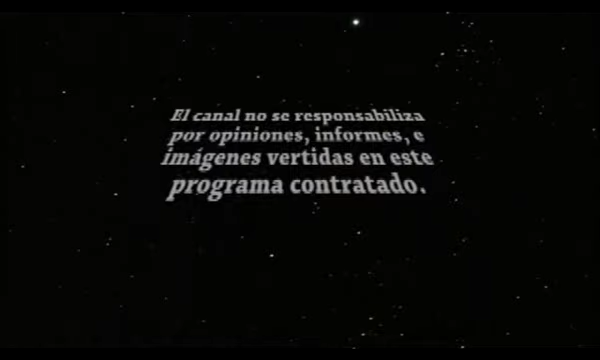 El canal no se responsabiliza
por opiniones, informes, e
imágenes vertidas en este
programa contratado.